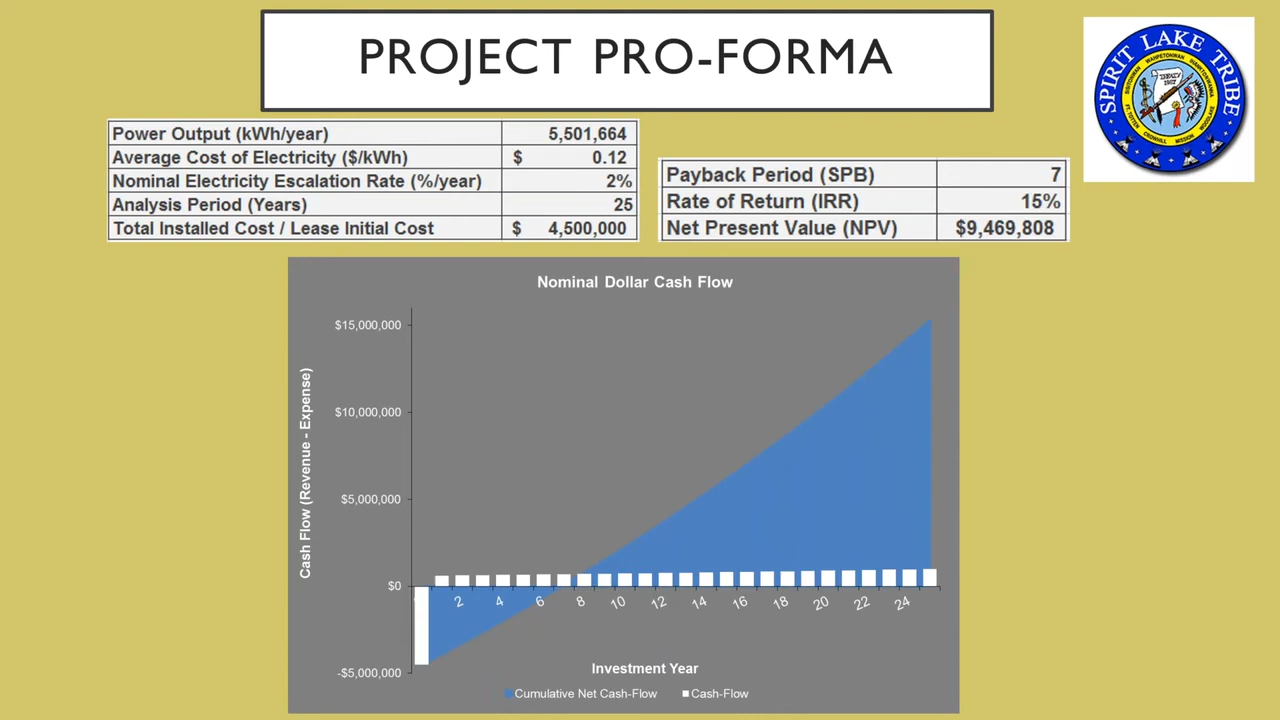 PROJECT PRO-FORMA
SPIRIT LAKE TRIBE
Power Output (kWh/year) 5,501,664
Average Cost of Electricity ($/kWh) $ 0.12
Nominal Electricity Escalation Rate (%/year) 2%
Analysis Period (Years) 25
Total Installed Cost / Lease Initial Cost $ 4,500,000
Payback Period (SPB) 7
Rate of Return (IRR) 15%
Net Present Value (NPV) $9,469,808
Nominal Dollar Cash Flow
Cash Flow (Revenue - Expense)
$15,000,000
$10,000,000
$5,000,000
$0
-$5,000,000
2 4 6 8 10 12 14 16 18 20 22 24
Investment Year
Cumulative Net Cash-Flow Cash-Flow